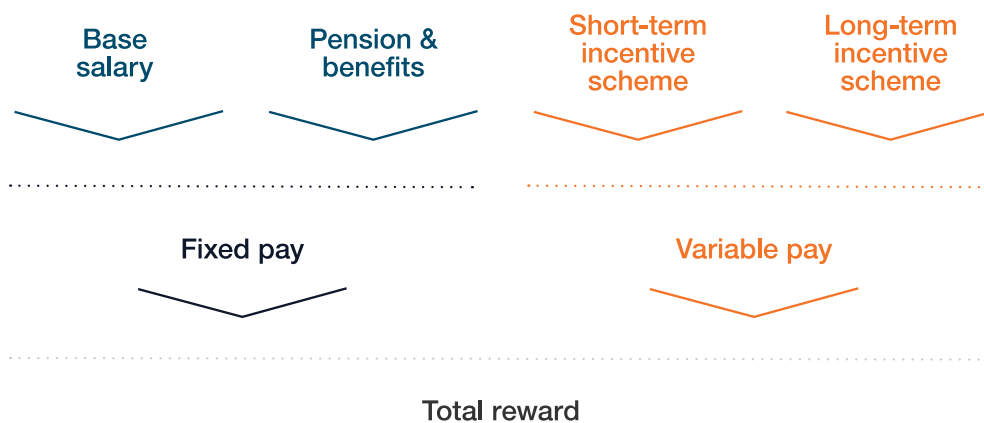 Base
salary
Pension &
benefits
Short-term
incentive
scheme
Long-term
incentive
scheme
Fixed pay
Variable pay
Total reward